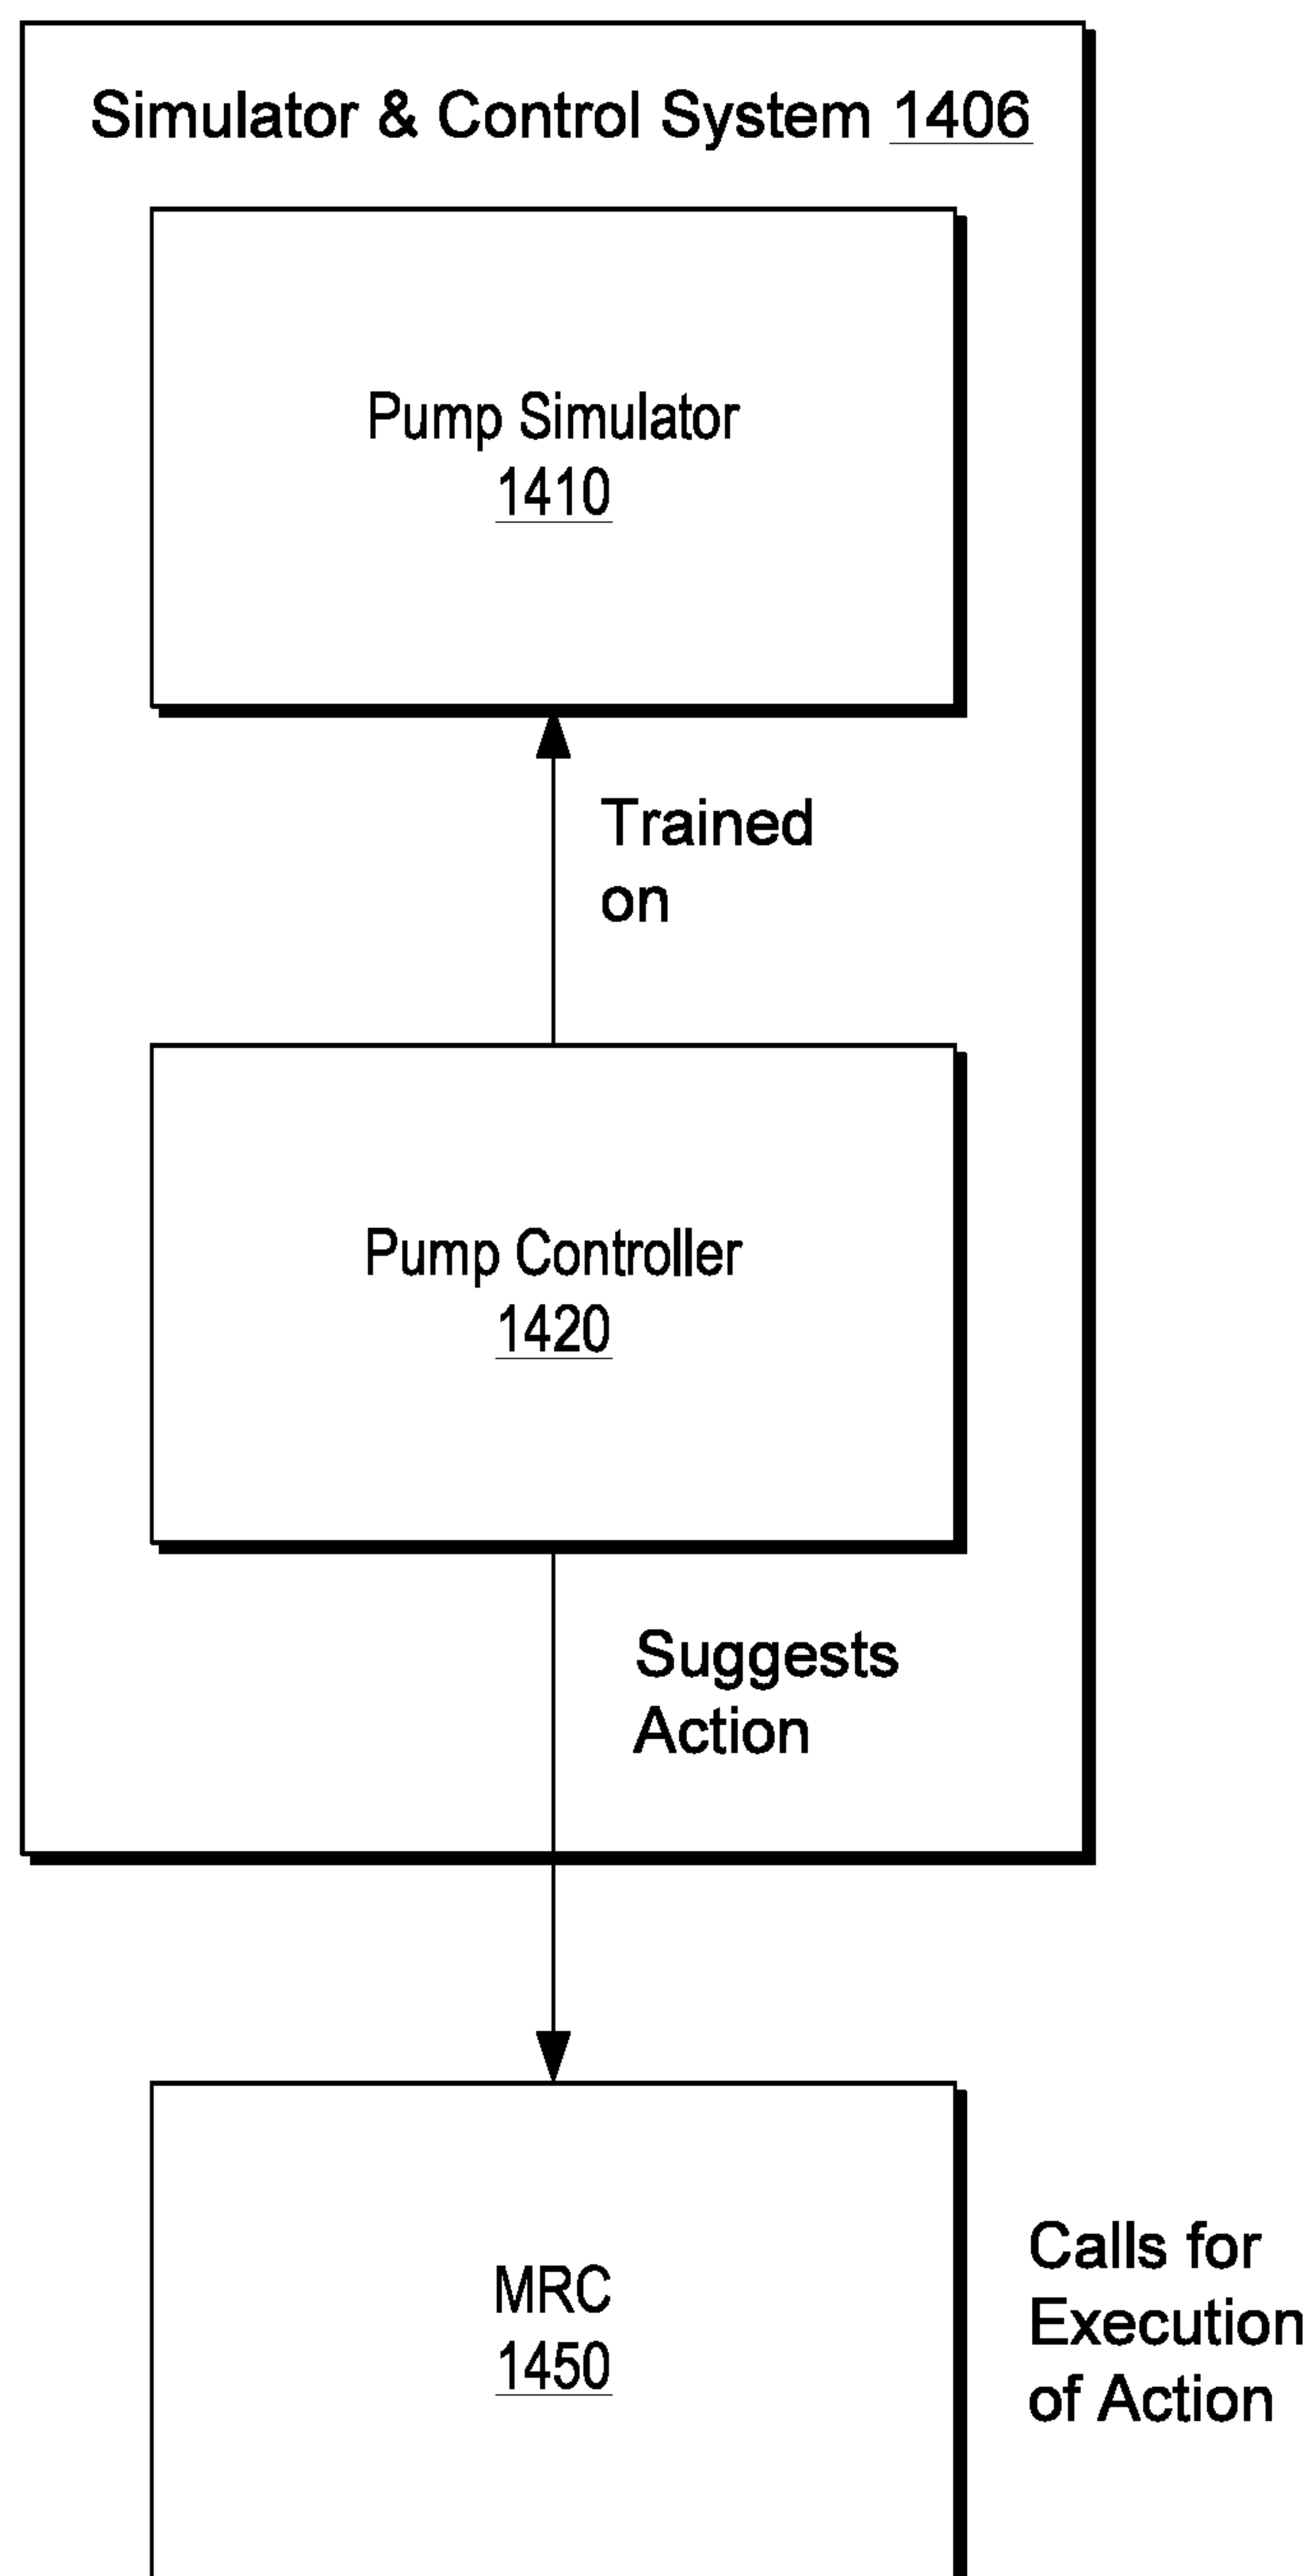 Simulator & Control System 1406
Pump Simulator
1410
Trained
on
Pump Controller
1420
Suggests
Action
MRC
1450
Calls for
Execution
of Action